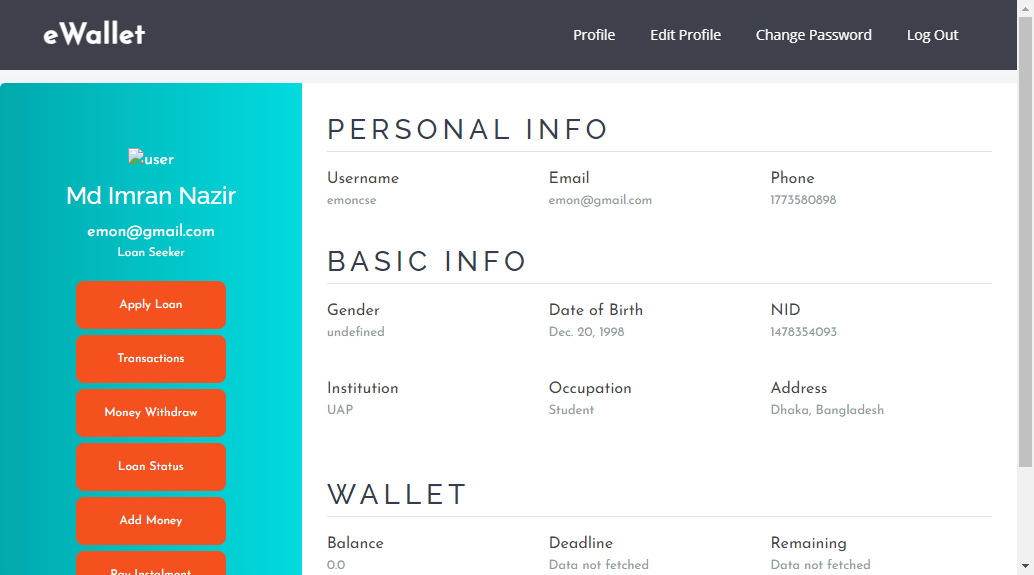 eWallet
Profile Edit Profile Change Password Log Out
user
Md Imran Nazir
emon@gmail.com
Loan Seeker
Apply Loan
Transactions
Money Withdraw
Loan Status
Add Money
Pay Instalment
PERSONAL INFO
Username Email Phone
emoncse emon@gmail.com 1773580898
BASIC INFO
Gender Date of Birth NID
undefined Dec. 20, 1998 1478354093
Institution Occupation Address
UAP Student Dhaka, Bangladesh
WALLET
Balance Deadline Remaining
0.0 Data not fetched Data not fetched